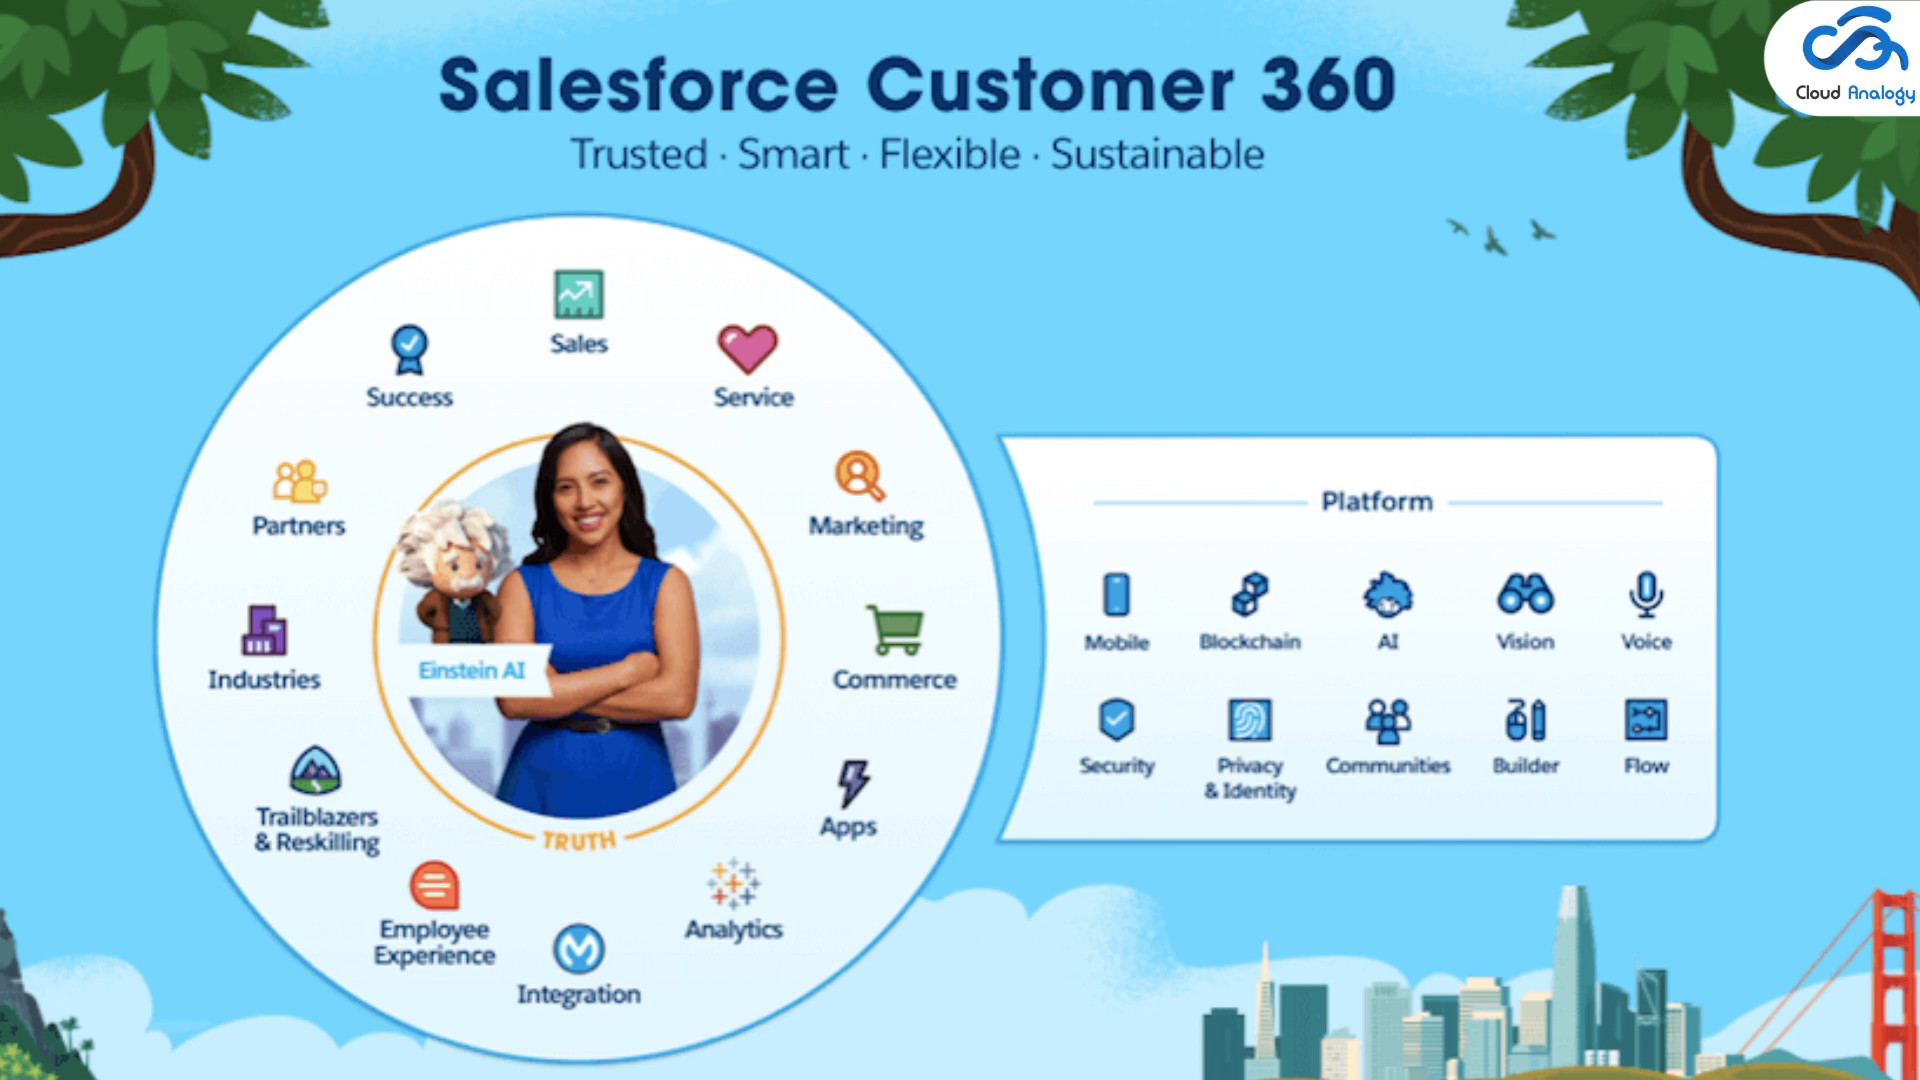 Salesforce Customer 360
Trusted · Smart · Flexible · Sustainable
Cloud Analogy
Sales
Service
Marketing
Commerce
Apps
Analytics
Integration
Employee
Experience
Trailblazers
& Reskilling
Industries
Partners
Success
Einstein AI
TRUTH
Platform
Mobile
Blockchain
AI
Vision
Voice
Security
Privacy
& Identity
Communities
Builder
Flow